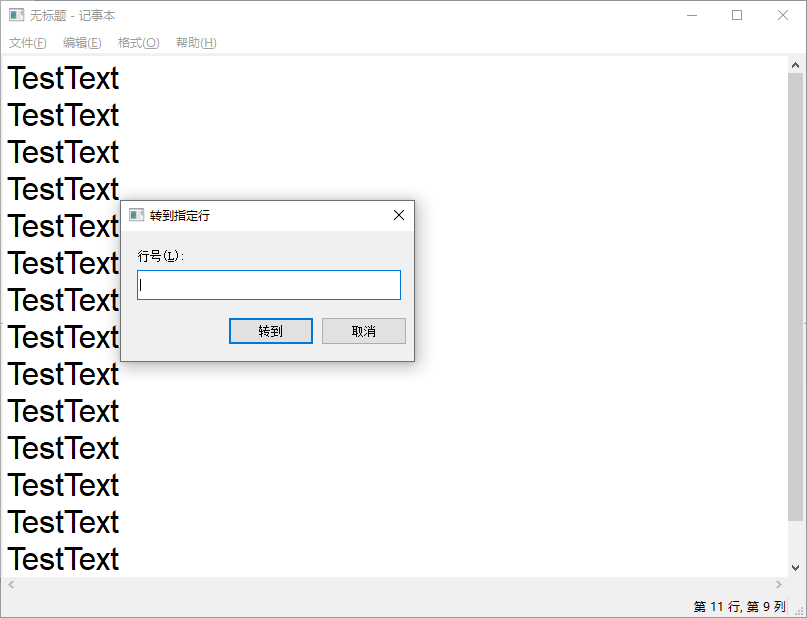 无标题 - 记事本
文件(F) 编辑(E) 格式(O) 帮助(H)
TestText
TestText
TestText
TestText
TestText
TestText
TestText
TestText
TestText
TestText
TestText
TestText
TestText
TestText
转到指定行
行号(L):
转到 取消
第 11 行, 第 9 列